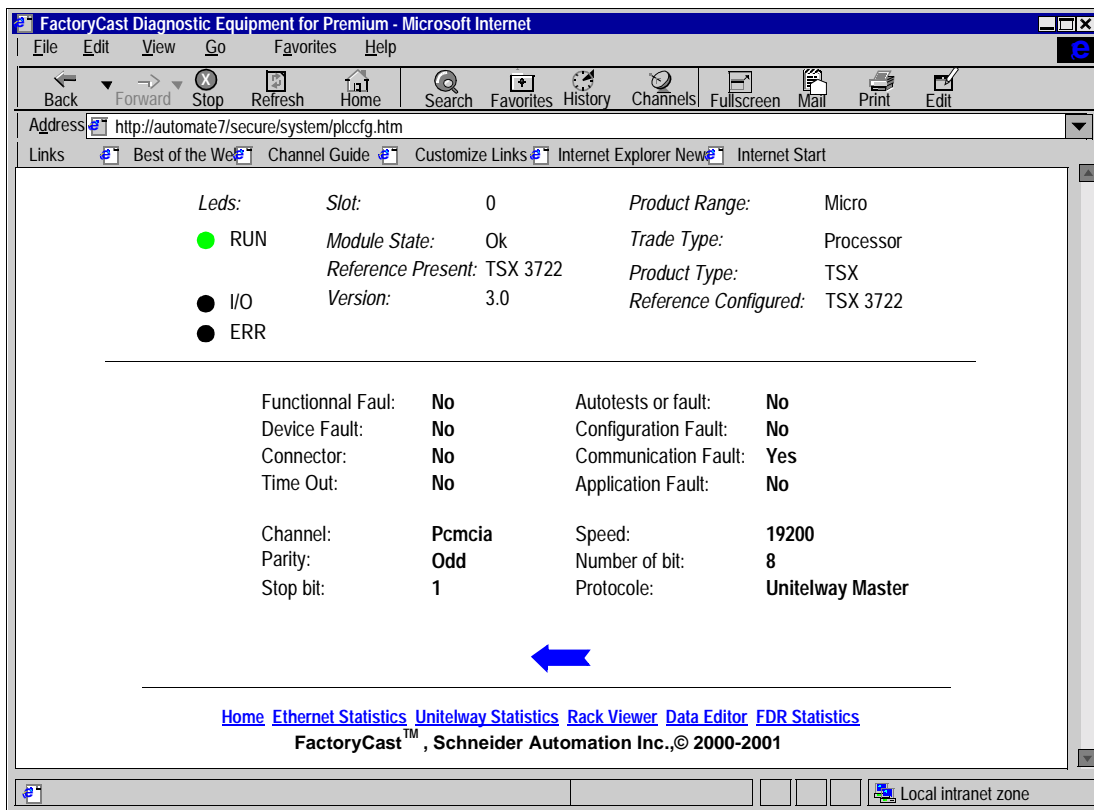 FactoryCast Diagnostic Equipment for Premium - Microsoft Internet
File Edit View Go Favorites Help
Back Forward Stop Refresh Home Search Favorites History Channels Fullscreen Mail Print Edit
Address http://automate7/secure/system/plccfg.htm
Links Best of the We Channel Guide Customize Links Internet Explorer New Internet Start
Leds: Slot: 0 Product Range: Micro
RUN Module State: Ok Trade Type: Processor
Reference Present: TSX 3722 Product Type: TSX
I/O Version: 3.0 Reference Configured: TSX 3722
ERR
Functionnal Faul: No Autotests or fault: No
Device Fault: No Configuration Fault: No
Connector: No Communication Fault: Yes
Time Out: No Application Fault: No
Channel: Pcmcia Speed: 19200
Parity: Odd Number of bit: 8
Stop bit: 1 Protocole: Unitelway Master
Home Ethernet Statistics Unitelway Statistics Rack Viewer Data Editor FDR Statistics
FactoryCast™ , Schneider Automation Inc.,© 2000-2001
Local intranet zone